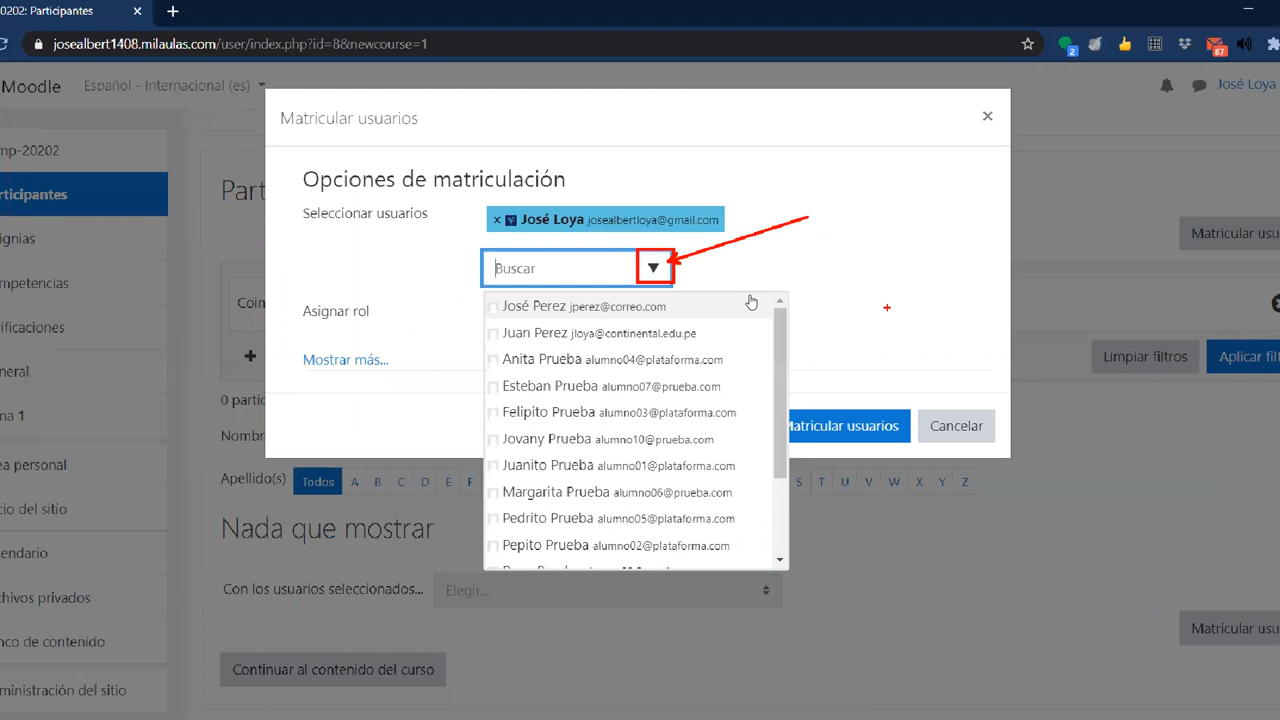 0202: Participantes
josealbert1408.milaulas.com/user/index.php?id=8&newcourse=1
2
87
Moodle
Español - Internacional (es)
José Loya
Matricular usuarios
mp-20202
rticipantes
ignias
mpetencias
ificaciones
neral
ma 1
ea personal
cio del sitio
lendario
chivos privados
nco de contenido
ministración del sitio
Opciones de matriculación
Seleccionar usuarios
José Loya josealbertloya@gmail.com
Buscar
Asignar rol
Mostrar más...
José Perez jperez@correo.com
Juan Perez jloya@continental.edu.pe
Anita Prueba alumno04@plataforma.com
Esteban Prueba alumno07@prueba.com
Felipito Prueba alumno03@plataforma.com
Jovany Prueba alumno10@prueba.com
Juanito Prueba alumno01@plataforma.com
Margarita Prueba alumno06@prueba.com
Pedrito Prueba alumno05@plataforma.com
Pepito Prueba alumno02@plataforma.com
Matricular usuarios
Cancelar
Part
Matricular usu
Coin
Limpiar filtros
Aplicar filt
0 partic
Nombr
Apellido(s)
Todos A B C D E F S T U V W X Y Z
Nada que mostrar
Con los usuarios seleccionados...
Elegir...
Matricular usu
Continuar al contenido del curso